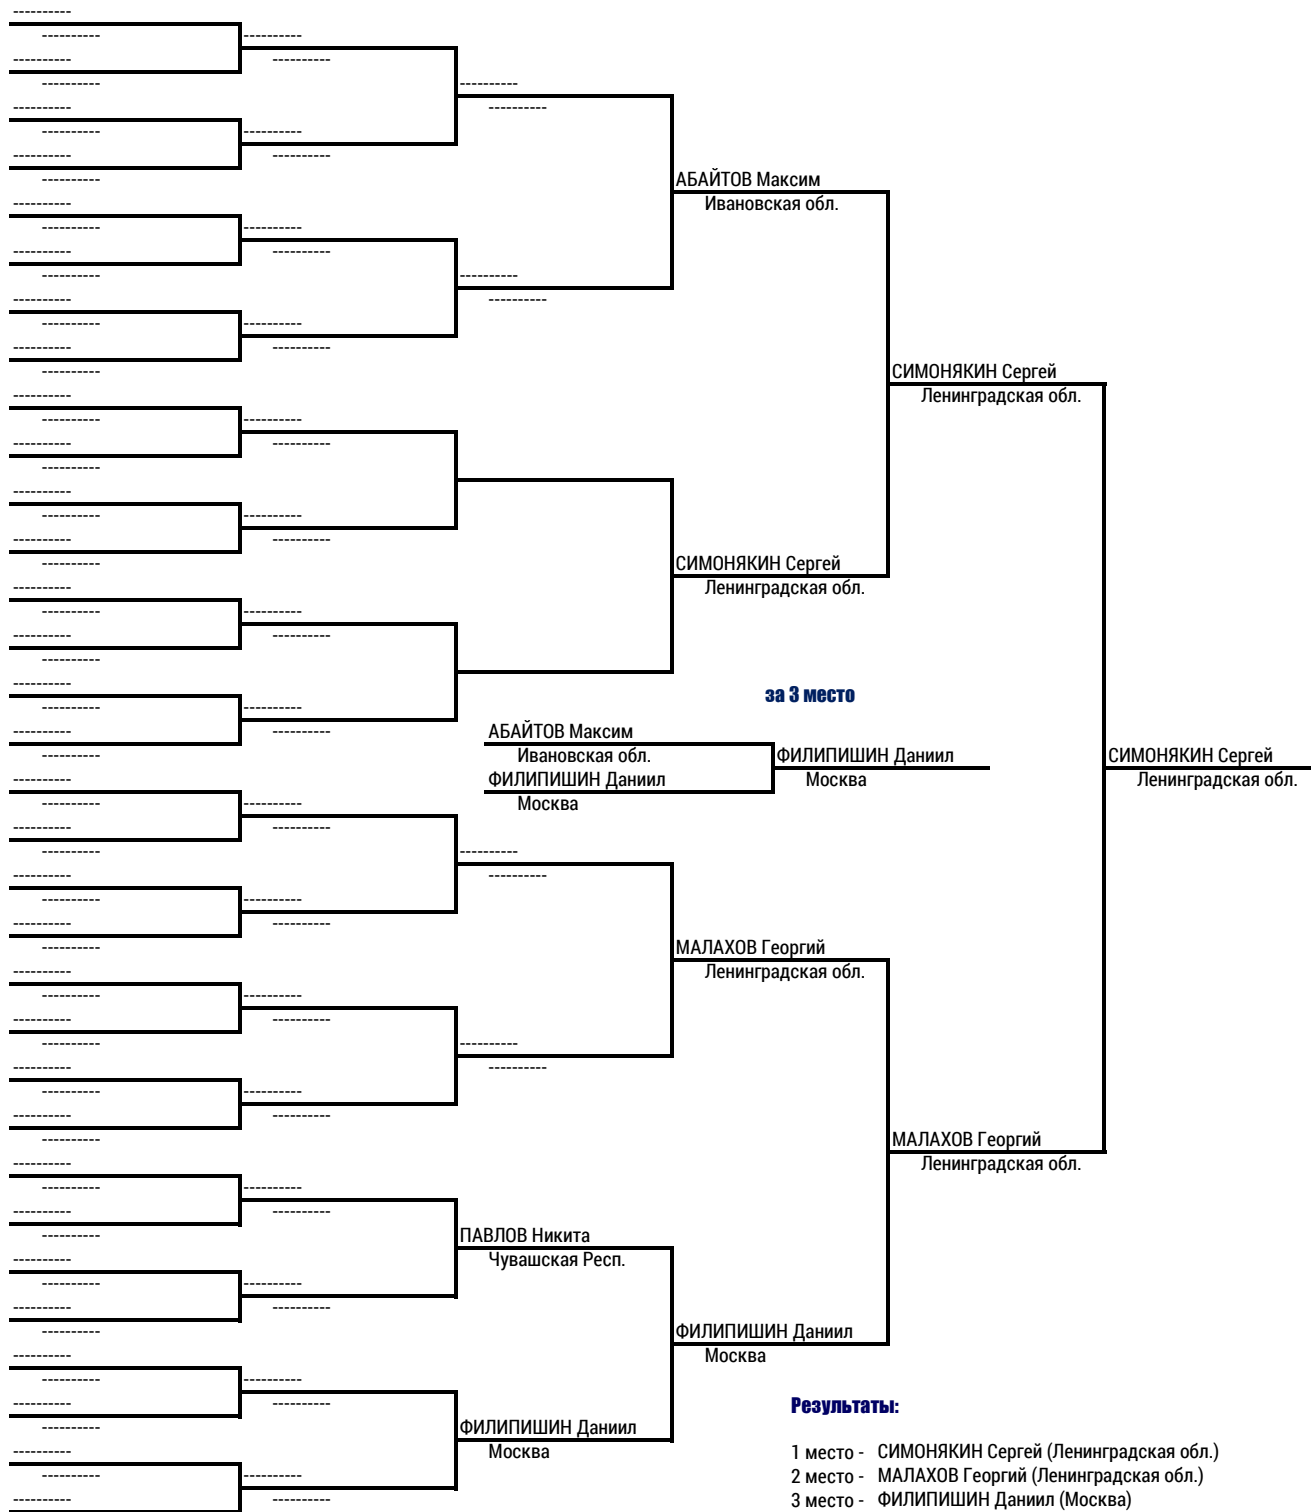 АБАЙТОВ Максим
Ивановская обл.
СИМОНЯКИН Сергей
Ленинградская обл.
СИМОНЯКИН Сергей
Ленинградская обл.
за 3 место
АБАЙТОВ Максим
Ивановская обл.
ФИЛИПИШИН Даниил
Москва
ФИЛИПИШИН Даниил
Москва
СИМОНЯКИН Сергей
Ленинградская обл.
МАЛАХОВ Георгий
Ленинградская обл.
МАЛАХОВ Георгий
Ленинградская обл.
ПАВЛОВ Никита
Чувашская Респ.
ФИЛИПИШИН Даниил
Москва
ФИЛИПИШИН Даниил
Москва
Результаты:
1 место - СИМОНЯКИН Сергей (Ленинградская обл.)
2 место - МАЛАХОВ Георгий (Ленинградская обл.)
3 место - ФИЛИПИШИН Даниил (Москва)